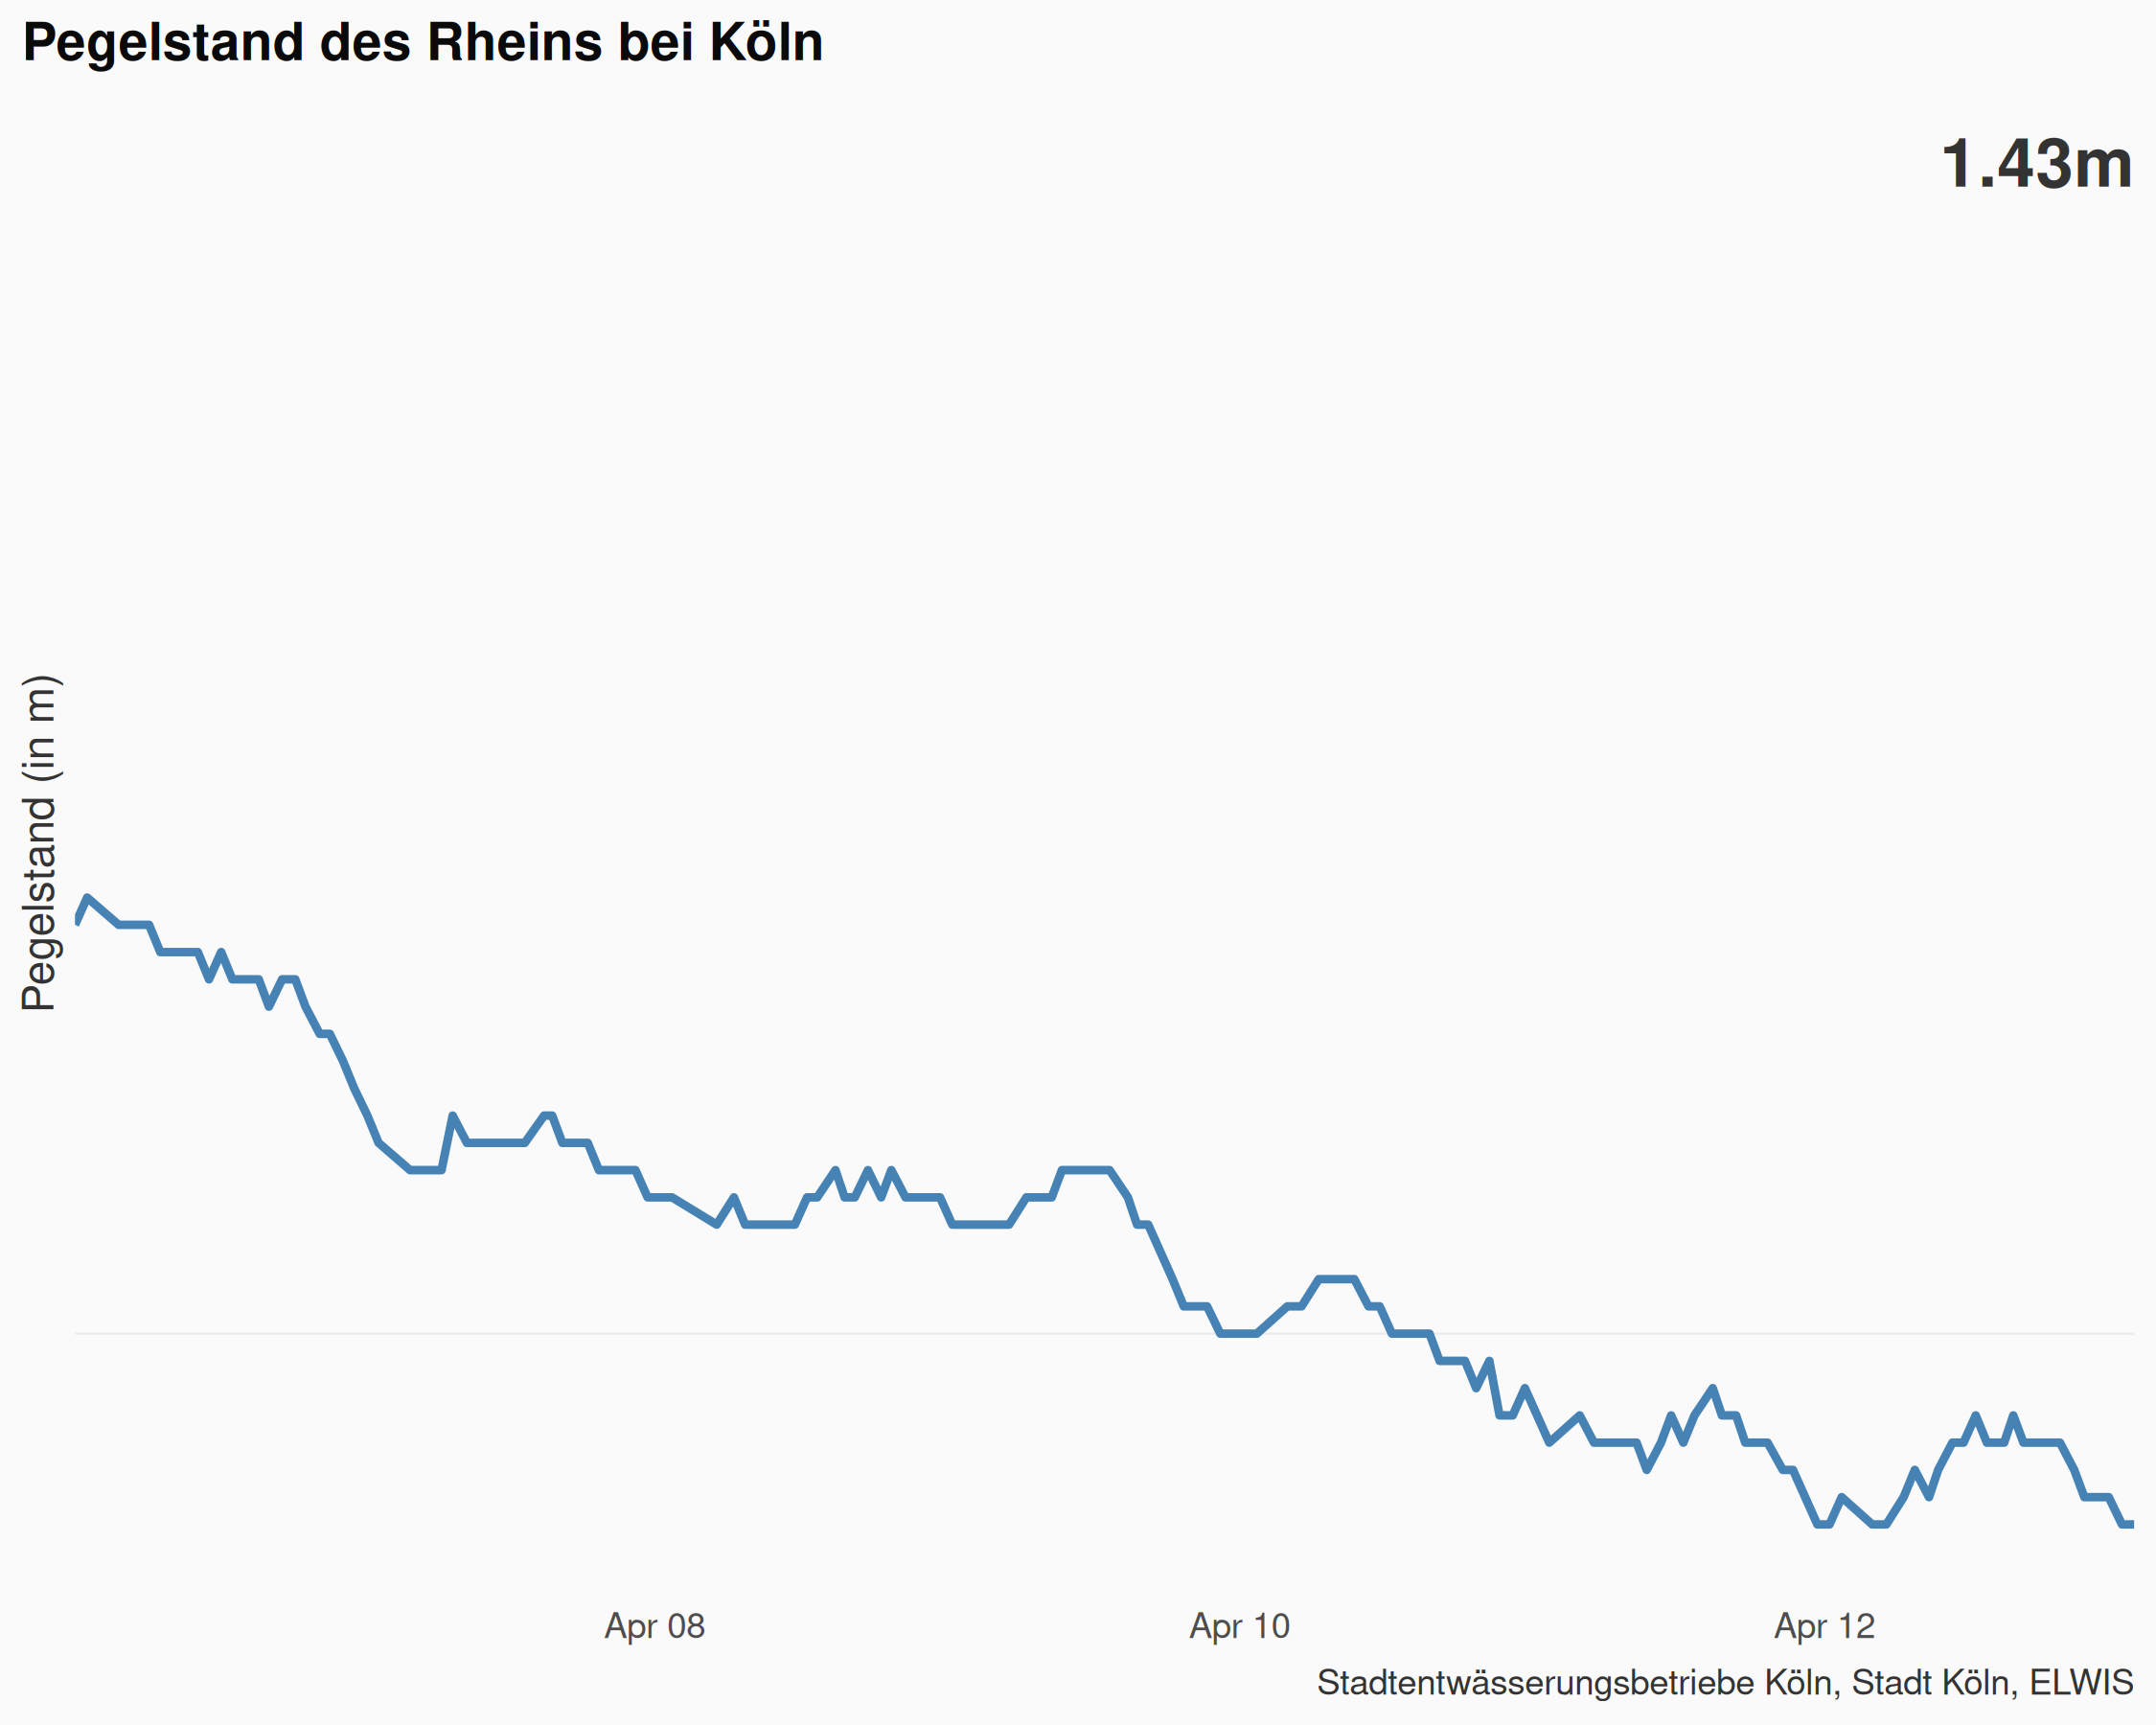 Pegelstand des Rheins bei Köln
1.43m
Pegelstand (in m)
Apr 08
Apr 10
Apr 12
Stadtentwässerungsbetriebe Köln, Stadt Köln, ELWIS